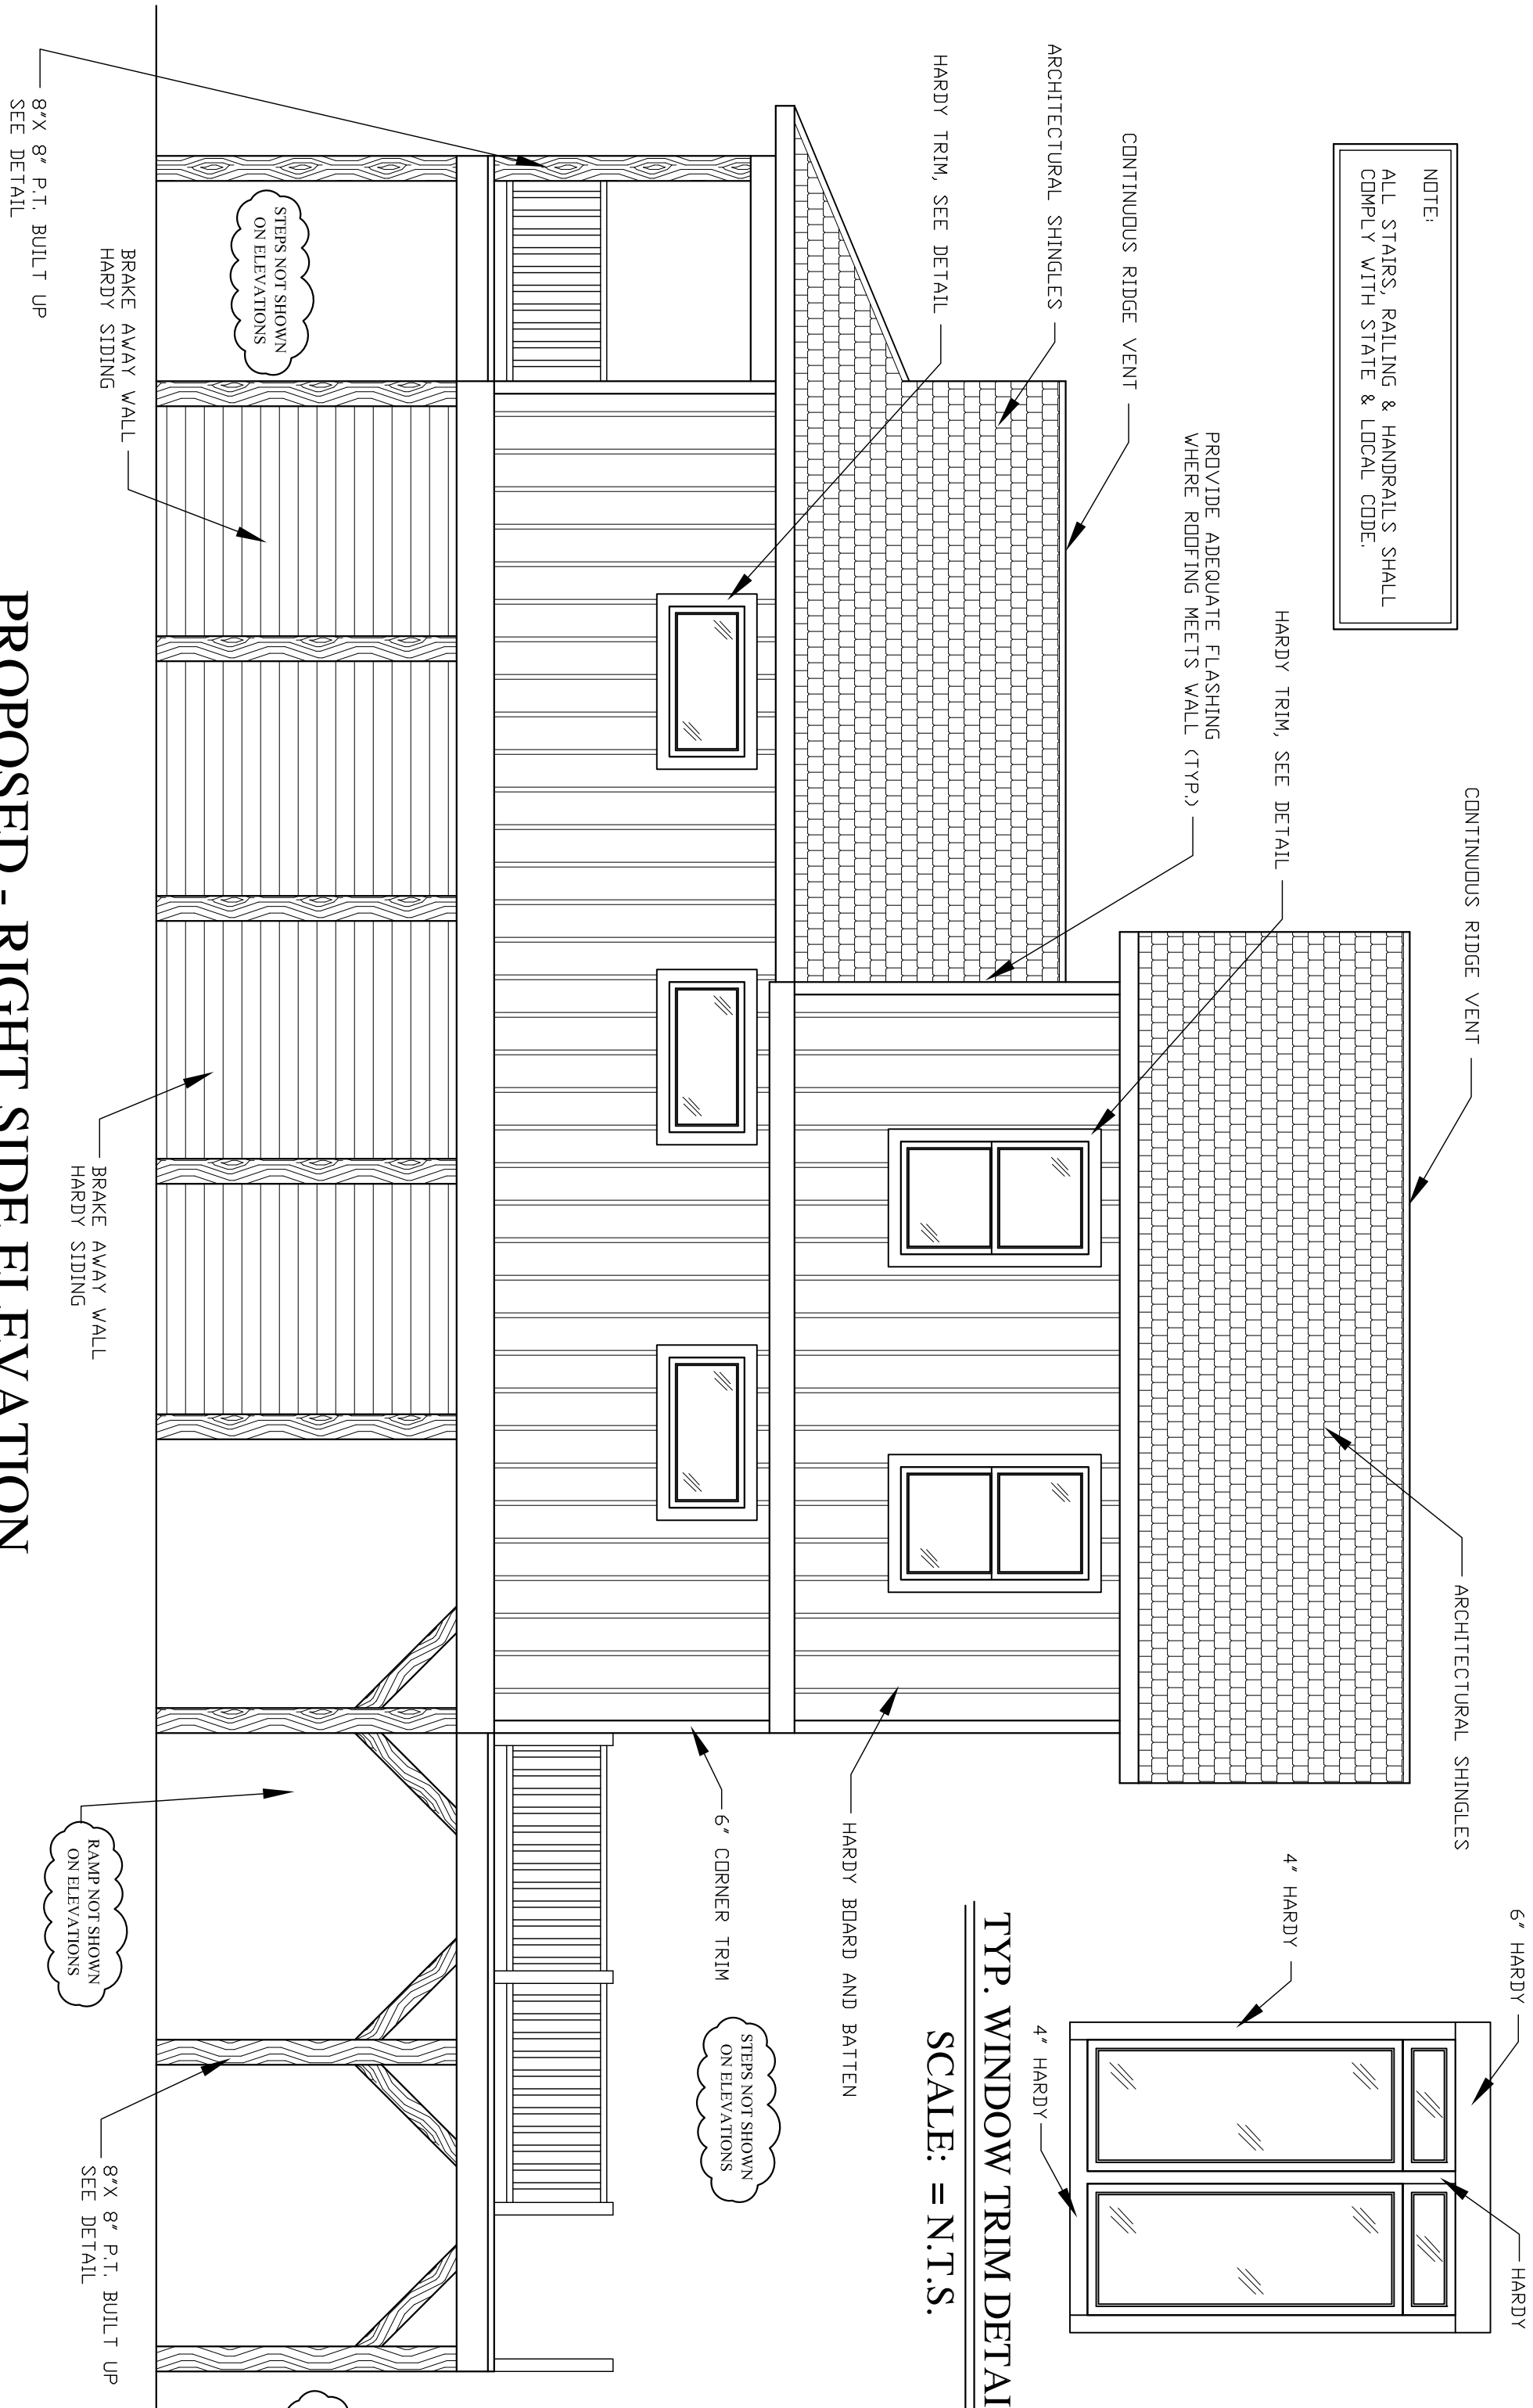 NOTE:
ALL STAIRS, RAILING & HANDRAILS SHALL
COMPLY WITH STATE & LOCAL CODE.
CONTINUOUS RIDGE VENT
ARCHITECTURAL SHINGLES
6" HARDY
HARDY
4" HARDY
4" HARDY
TYP. WINDOW TRIM DETAI
SCALE: = N.T.S.
HARDY TRIM, SEE DETAIL
PROVIDE ADEQUATE FLASHING
WHERE ROOFING MEETS WALL (TYP.)
CONTINUOUS RIDGE VENT
ARCHITECTURAL SHINGLES
HARDY TRIM, SEE DETAIL
HARDY BOARD AND BATTEN
6" CORNER TRIM
STEPS NOT SHOWN
ON ELEVATIONS
STEPS NOT SHOWN
ON ELEVATIONS
BRAKE AWAY WALL
HARDY SIDING
8"X 8" P.T. BUILT UP
SEE DETAIL
BRAKE AWAY WALL
HARDY SIDING
RAMP NOT SHOWN
ON ELEVATIONS
8"X 8" P.T. BUILT UP
SEE DETAIL
PROPOSED - RIGHT SIDE ELEVATION